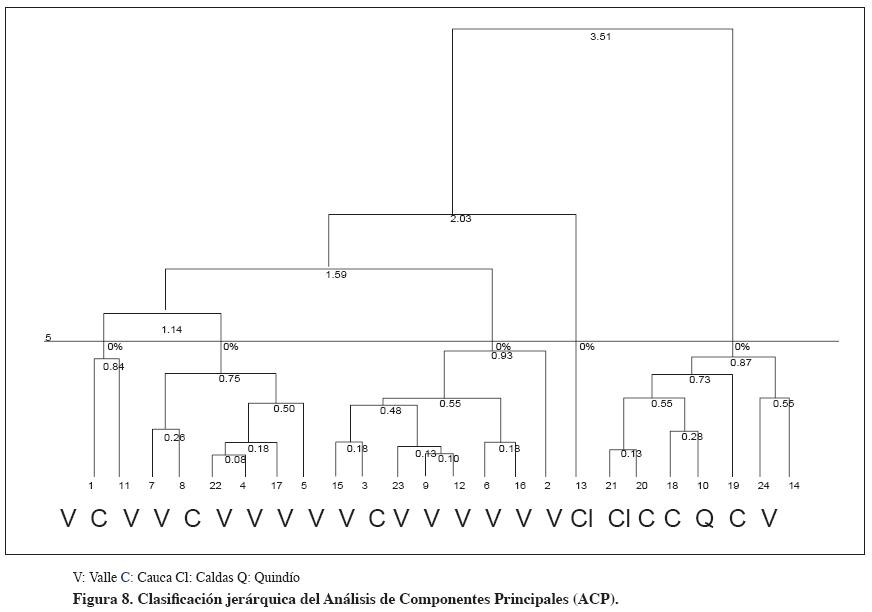 3.51
2.03
1.59
1.14
5
0% 0% 0% 0% 0%
0.84 0.93 0.87
0.75 0.73
0.50 0.48 0.55 0.55 0.55
0.26 0.18 0.08 0.18 0.13 0.10 0.18 0.13 0.28
1 11 7 8 22 4 17 5 15 3 23 9 12 6 16 2 13 21 20 18 10 19 24 14
V C V V C V V V V V C V V V V V V Cl Cl C C Q C V
V: Valle C: Cauca Cl: Caldas Q: Quindío
Figura 8. Clasificación jerárquica del Análisis de Componentes Principales (ACP).